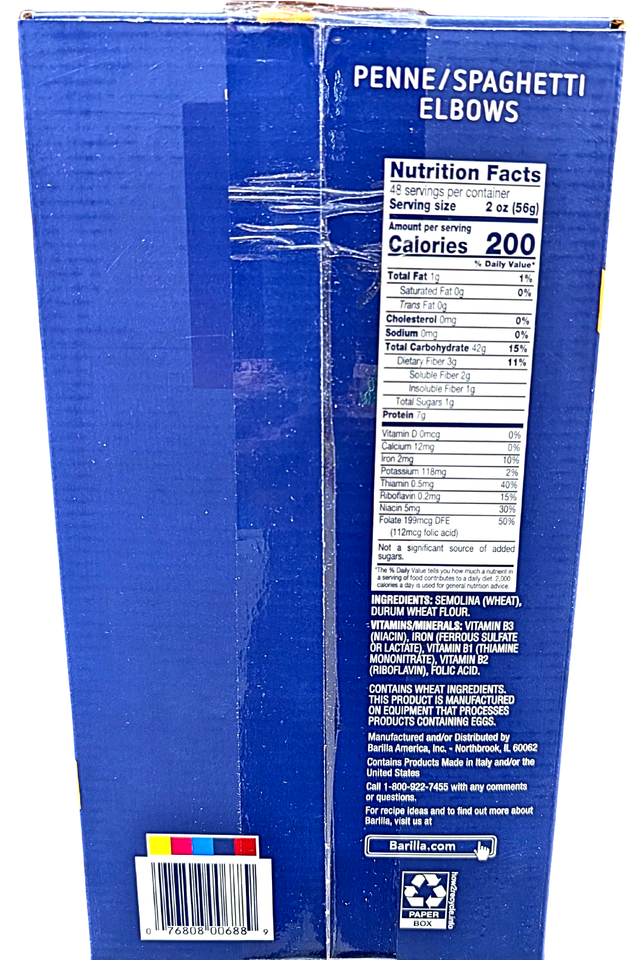 PENNE/SPAGHETTI
ELBOWS
Nutrition Facts
48 servings per container
Serving size 2 oz (56g)
Amount per serving
Calories 200
% Daily Value*
Total Fat 1g 1%
Saturated Fat 0g 0%
Trans Fat 0g
Cholesterol 0mg 0%
Sodium 0mg 0%
Total Carbohydrate 42g 15%
Dietary Fiber 3g 11%
Soluble Fiber 2g
Insoluble Fiber 1g
Total Sugars 1g
Protein 7g
Vitamin D 0mcg 0%
Calcium 12mg 0%
Iron 2mg 10%
Potassium 118mg 2%
Thiamin 0.5mg 40%
Riboflavin 0.2mg 15%
Niacin 5mg 30%
Folate 199mcg DFE 50%
(112mcg folic acid)
Not a significant source of added
sugars.
*The % Daily Value tells you how much a nutrient in
a serving of food contributes to a daily diet. 2,000
calories a day is used for general nutrition advice.
INGREDIENTS: SEMOLINA (WHEAT),
DURUM WHEAT FLOUR.
VITAMINS/MINERALS: VITAMIN B3
(NIACIN), IRON (FERROUS SULFATE
OR LACTATE), VITAMIN B1 (THIAMINE
MONONITRATE), VITAMIN B2
(RIBOFLAVIN), FOLIC ACID.
CONTAINS WHEAT INGREDIENTS.
THIS PRODUCT IS MANUFACTURED
ON EQUIPMENT THAT PROCESSES
PRODUCTS CONTAINING EGGS.
Manufactured and/or Distributed by
Barilla America, Inc. - Northbrook, IL 60062
Contains Products Made in Italy and/or the
United States
Call 1-800-922-7455 with any comments
or questions.
For recipe ideas and to find out more about
Barilla, visit us at
Barilla.com
how2recycle.info
PAPER
BOX
0 76808 00688 9